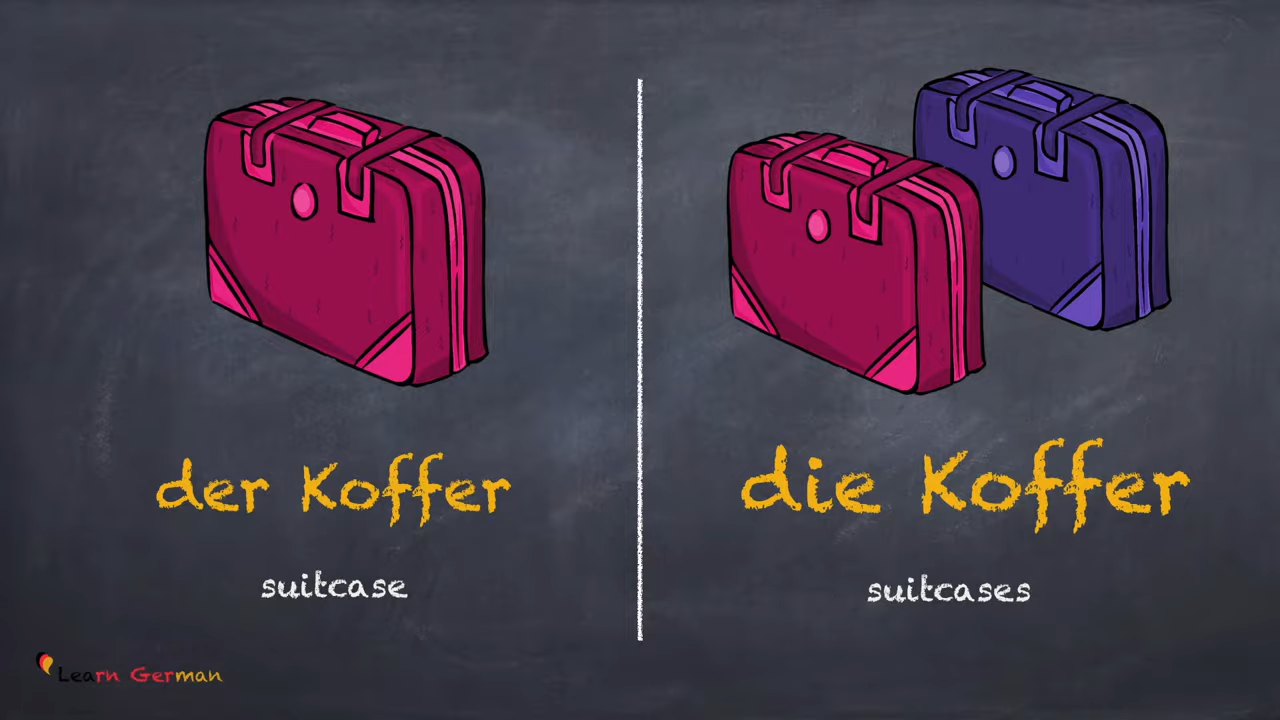 der Koffer
suitcase
die Koffer
suitcases
Learn German